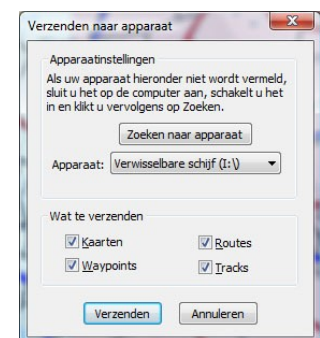 Verzenden naar apparaat
Apparaatinstellingen
Als uw apparaat hieronder niet wordt vermeld,
sluit u het op de computer aan, schakelt u het
in en klikt u vervolgens op Zoeken.
Zoeken naar apparaat
Apparaat: Verwisselbare schijf (I:\)
Wat te verzenden
Kaarten Routes
Waypoints Tracks
Verzenden Annuleren